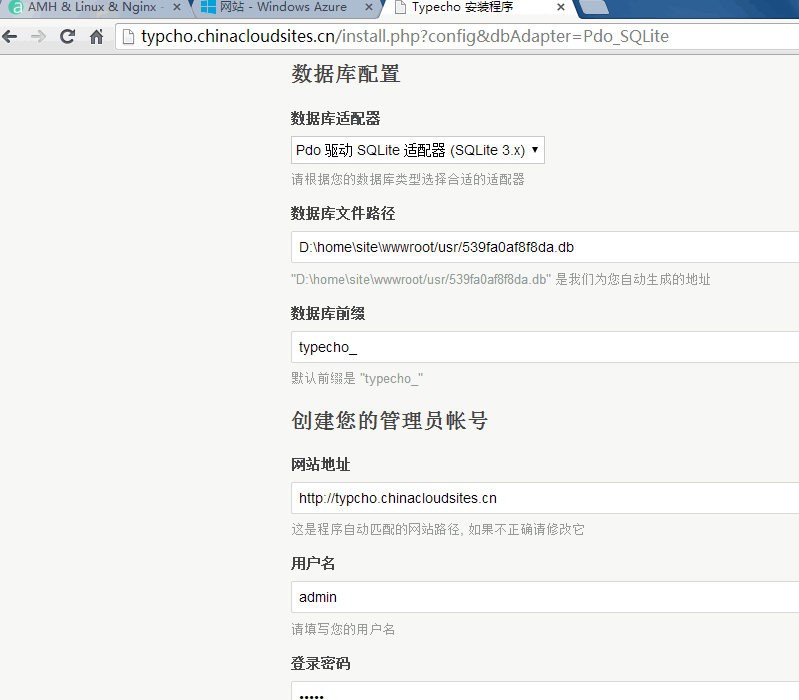 AMH & Linux & Nginx -
网站 - Windows Azure
Typecho 安装程序
typcho.chinacloudsites.cn/install.php?config&dbAdapter=Pdo_SQLite
数据库配置
数据库适配器
Pdo 驱动 SQLite 适配器 (SQLite 3.x)
请根据您的数据库类型选择合适的适配器
数据库文件路径
D:\home\site\wwwroot/usr/539fa0af8f8da.db
"D:\home\site\wwwroot/usr/539fa0af8f8da.db" 是我们为您自动生成的地址
数据库前缀
typecho_
默认前缀是 "typecho_"
创建您的管理员帐号
网站地址
http://typcho.chinacloudsites.cn
这是程序自动匹配的网站路径, 如果不正确请修改它
用户名
admin
请填写您的用户名
登录密码
•••••